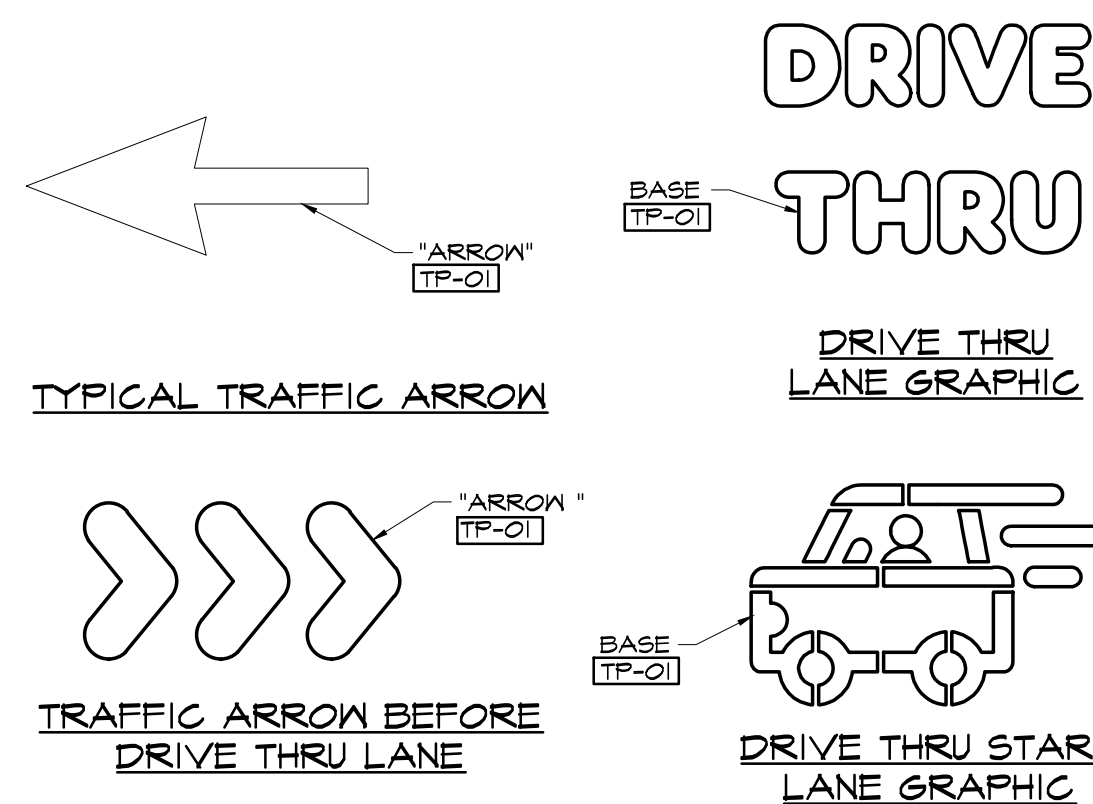 DRIVE
THRU
BASE
TP-01
"ARROW"
TP-01
DRIVE THRU
LANE GRAPHIC
TYPICAL TRAFFIC ARROW
"ARROW "
TP-01
BASE
TP-01
TRAFFIC ARROW BEFORE
DRIVE THRU LANE
DRIVE THRU STAR
LANE GRAPHIC